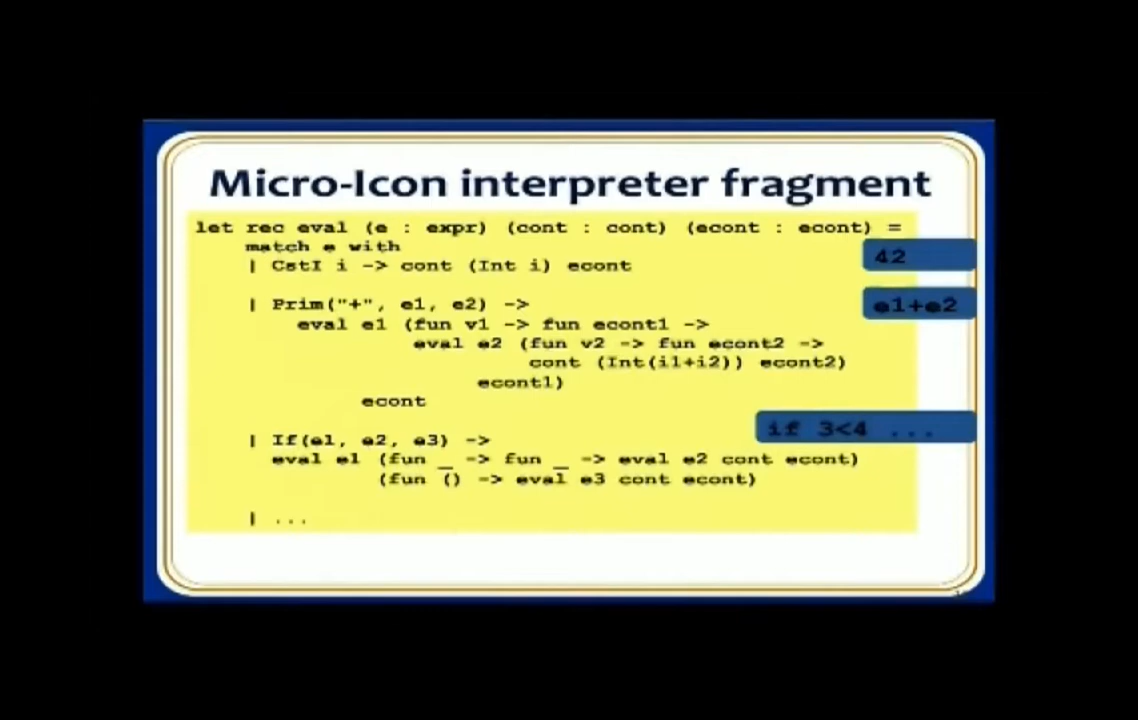 Micro-Icon interpreter fragment
let rec eval (e : expr) (cont : cont) (econt : econt) =
match e with
| CstI i -> cont (Int i) econt
42
| Prim("+", e1, e2) ->
e1+e2
eval e1 (fun v1 -> fun econt1 ->
eval e2 (fun v2 -> fun econt2 ->
cont (Int(i1+i2)) econt2)
econt1)
econt
if 3<4 ...
| If(e1, e2, e3) ->
eval e1 (fun _ -> fun _ -> eval e2 cont econt)
(fun () -> eval e3 cont econt)
| ...